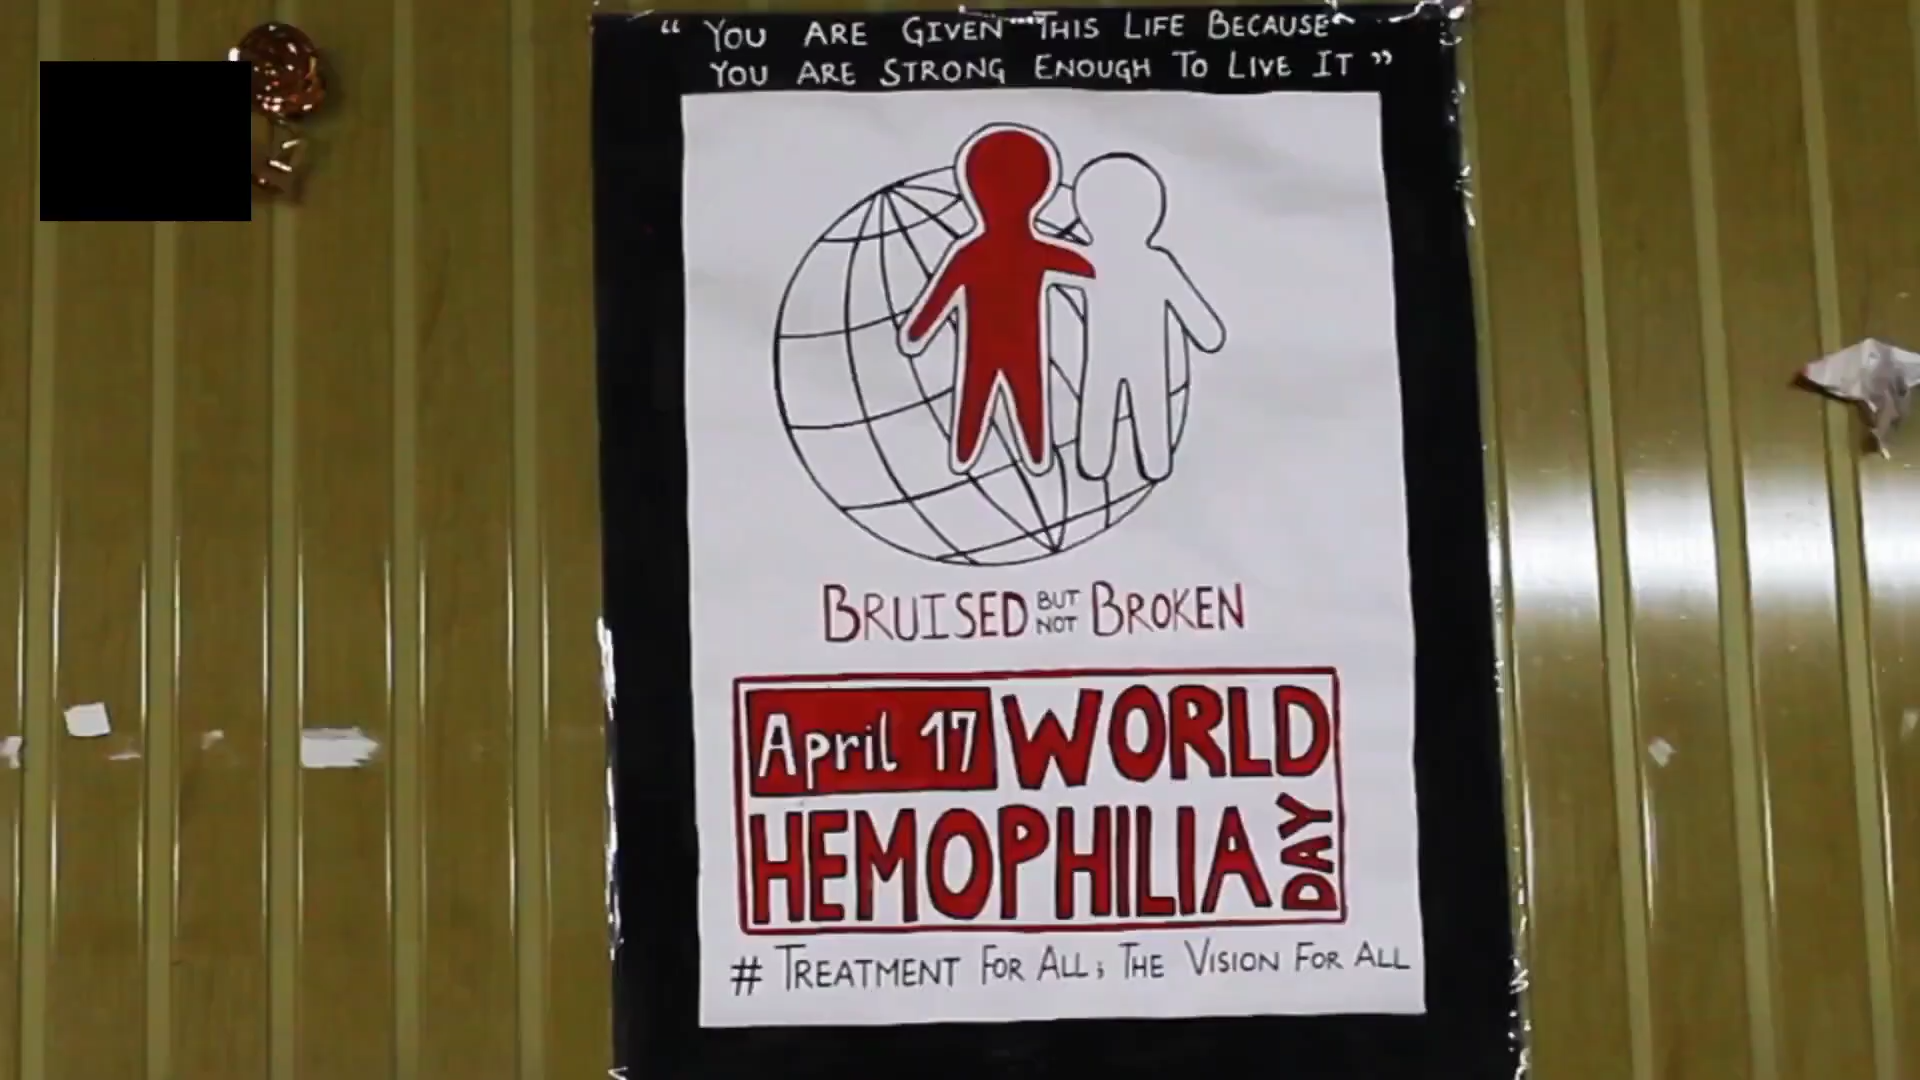 “ YOU ARE GIVEN THIS LIFE BECAUSE
YOU ARE STRONG ENOUGH TO LIVE IT ”
BRUISED BUT NOT BROKEN
April 17 WORLD
HEMOPHILIA DAY
# TREATMENT FOR ALL; THE VISION FOR ALL